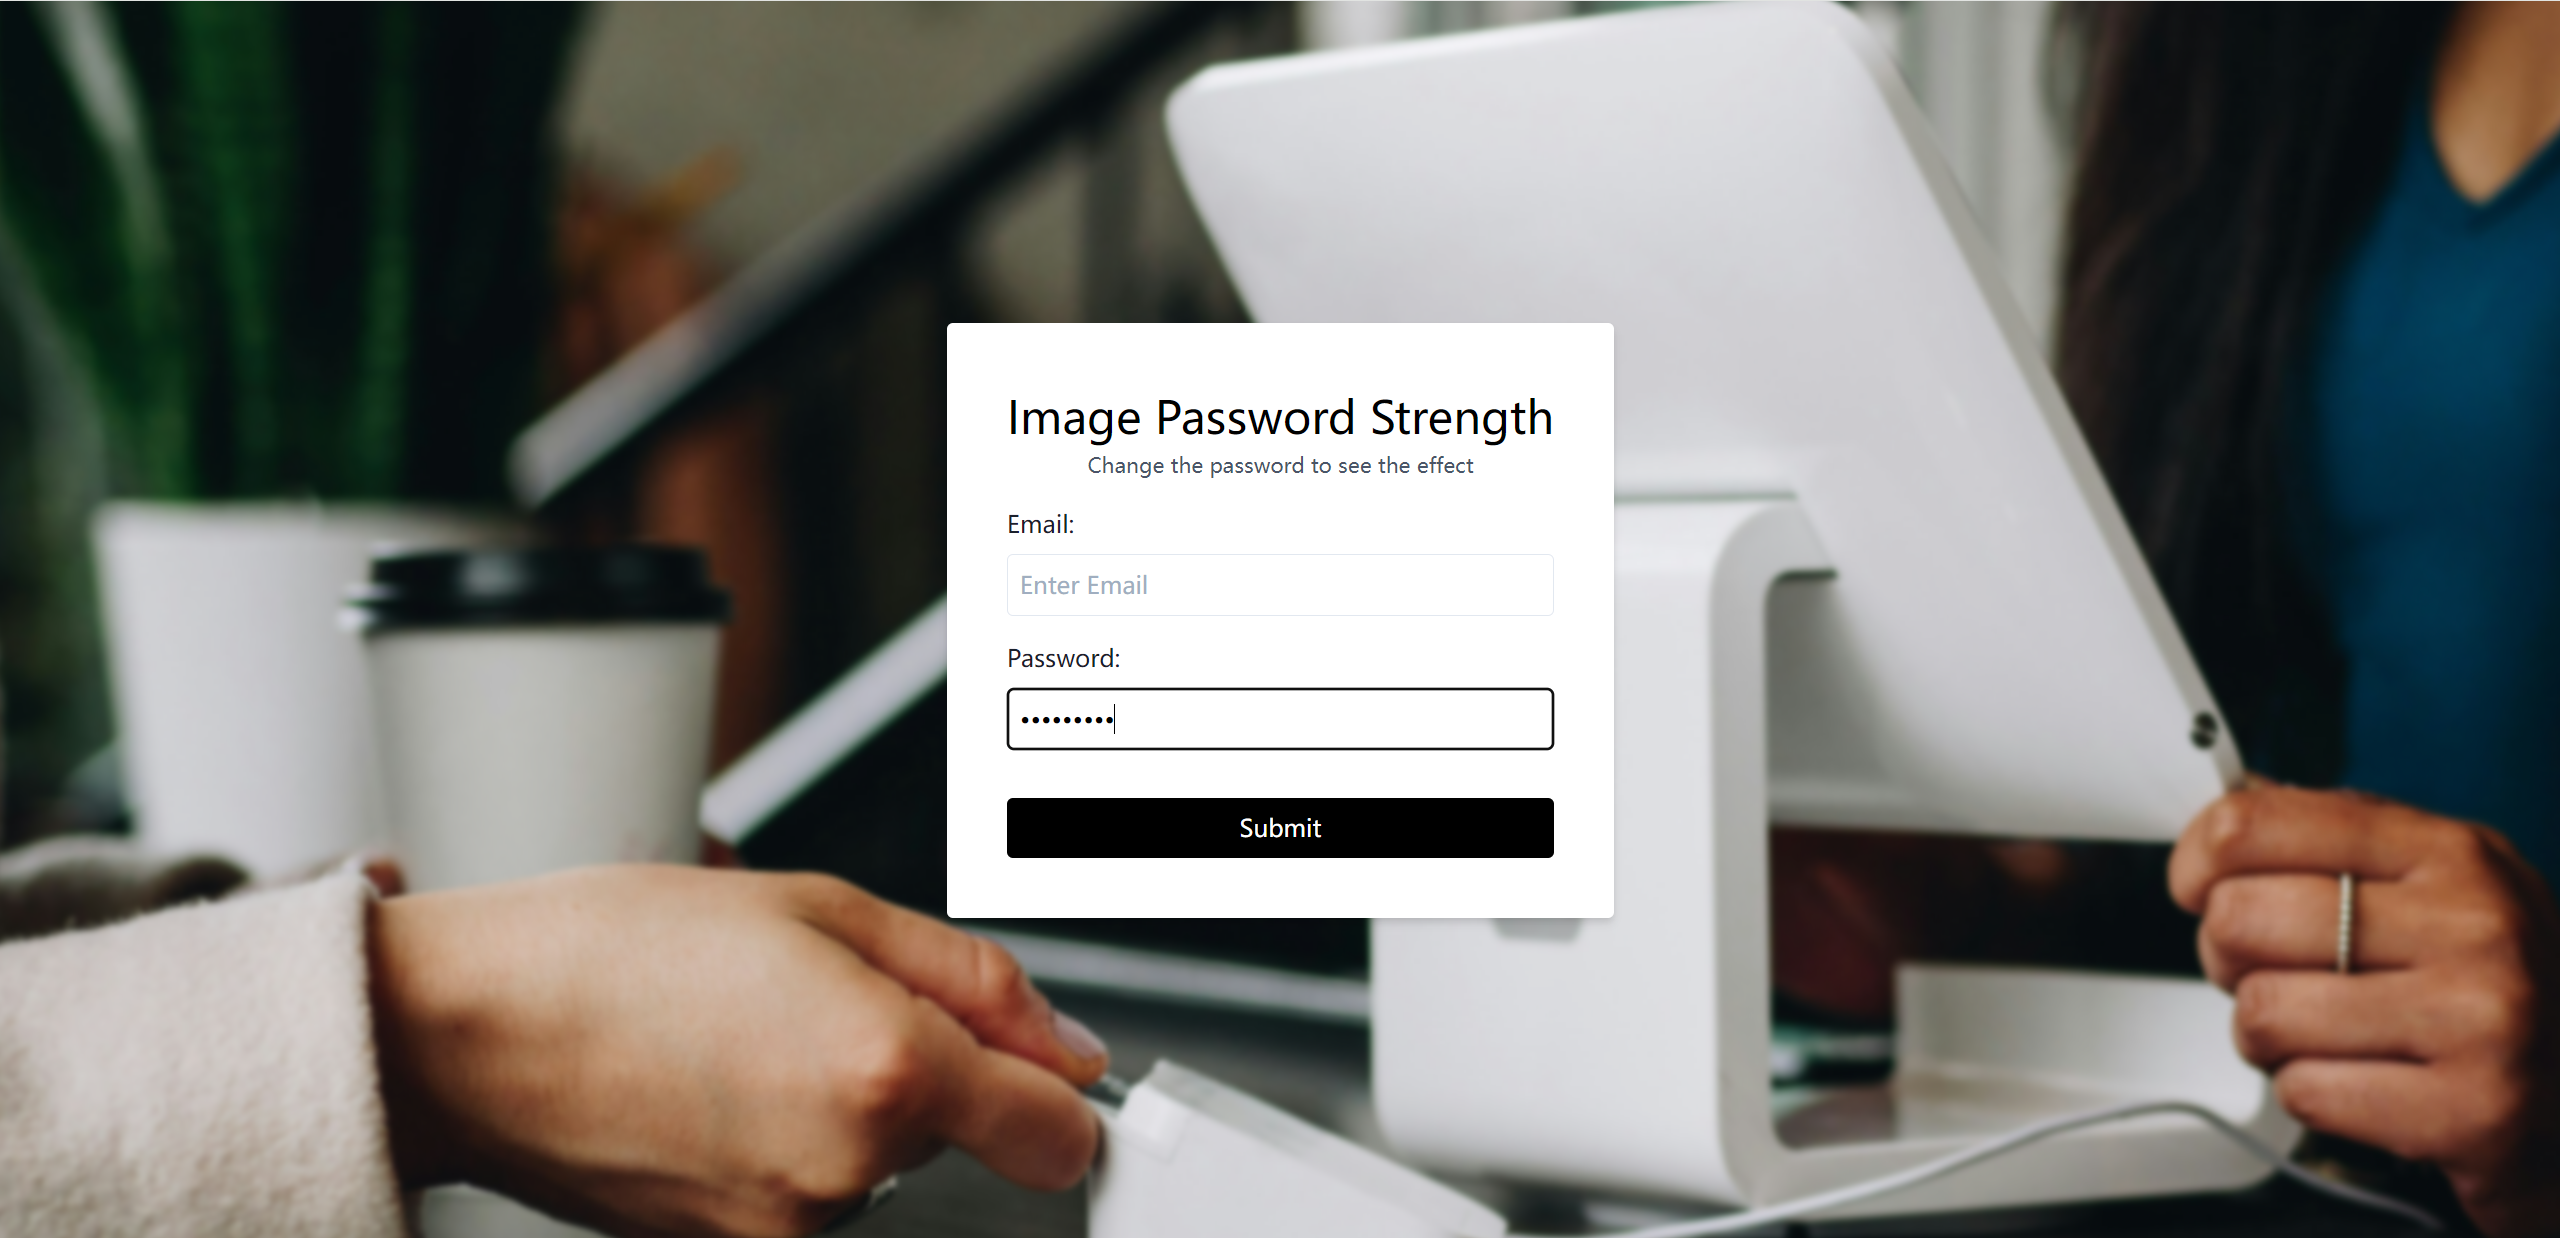 Image Password Strength
Change the password to see the effect
Email:
Enter Email
Password:
•••••••••
Submit